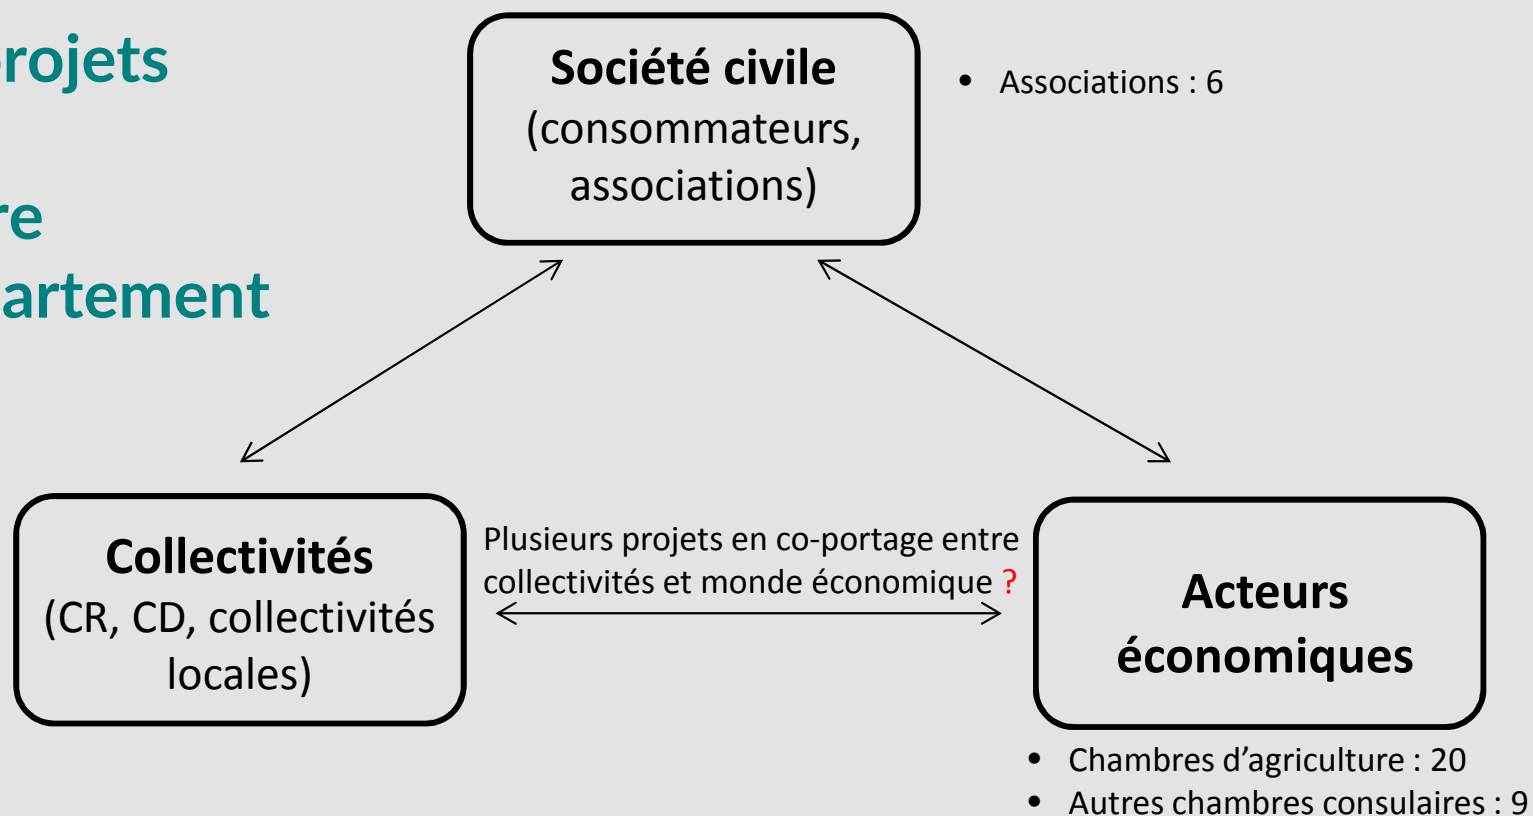 rojets
re
artement
Société civile
(consommateurs,
associations)
• Associations : 6
Collectivités
(CR, CD, collectivités
locales)
Plusieurs projets en co-portage entre
collectivités et monde économique ?
Acteurs
économiques
• Chambres d’agriculture : 20
• Autres chambres consulaires : 9